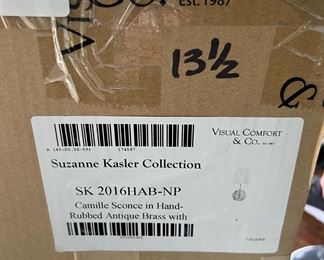 EST. 1987
13½
174587
VISUAL COMFORT
& CO.
Suzanne Kasler Collection
SK 2016HAB-NP
Camille Sconce in Hand-
Rubbed Antique Brass with